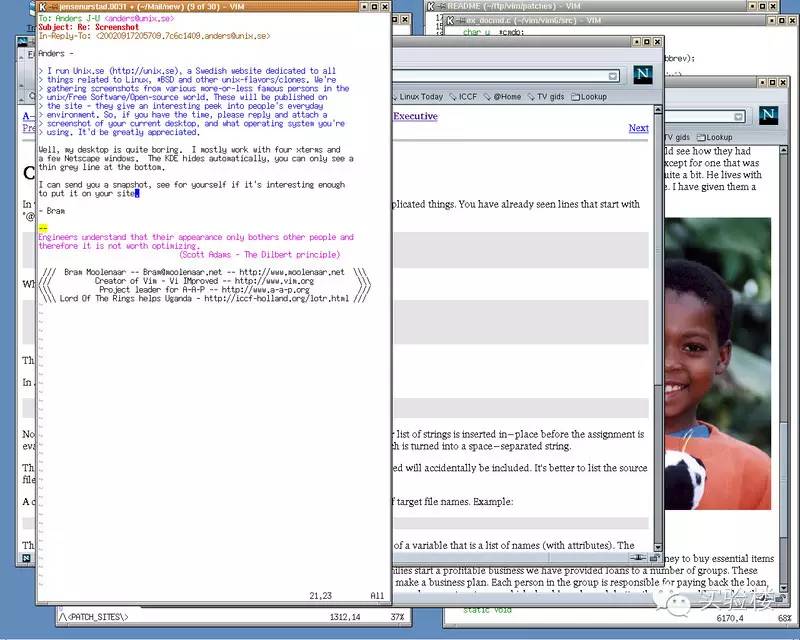 jensenurstad.0031 + (~/Mail/new) (9 of 30) - VIM
To: Anders J-U <anders@unix.se>
Subject: Re: Screenshot
In-Reply-To: <20020917205709.7c6c1409.anders@unix.se>
Anders -
> I run Unix.se (http://unix.se), a Swedish website dedicated to all
> things related to Linux, *BSD and other unix-flavors/clones. We're
> gathering screenshots from various more-or-less famous persons in the
> unix/Free Software/Open-source world. These will be published on
> the site - they give an interesting peek into people's everyday
> environment. So, if you have the time, please reply and attach a
> screenshot of your current desktop, and what operating system you're
> using. It'd be greatly appreciated.
Well, my desktop is quite boring.  I mostly work with four xterms and
a few Netscape windows.  The KDE hides automatically, you can only see a
thin grey line at the bottom.
I can send you a snapshot, see for yourself if it's interesting enough
to put it on your site.
- Bram
--
Engineers understand that their appearance only bothers other people and
therefore it is not worth optimizing.
(Scott Adams - The Dilbert principle)
/// Bram Moolenaar -- Bram@moolenaar.net -- http://www.moolenaar.net \\\
/// Creator of Vim - Vi IMproved -- http://www.vim.org \\\
\\\ Project leader for A-A-P -- http://www.a-a-p.org ///
\\\ Lord Of The Rings helps Uganda - http://iccf-holland.org/lotr.html ///
21,23 All
/\<PATCH_SITES\> 1312,14 37%
README (~/ftp/vim/patches) - VIM
ex_docmd.c (~/vim/vim6/src) - VIM
char_u *cmdp;
bbrev);
Linux Today ICCF @Home TV gids Lookup
Executive
Next
plicated things. You have already seen lines that start with
r list of strings is inserted in-place before the assignment is
h is turned into a space-separated string.
ed will accidentally be included. It's better to list the source
f target file names. Example:
of a variable that is a list of names (with attributes). The
TV gids Lookup
ld see how they had
xcept for one that was
uite a bit. He lives with
e. I have given them a
ney to buy essential items
milies start a profitable business we have provided loans to a number of groups. These
make a business plan. Each person in the group is responsible for paying back the loan,
static void
6170,4 68%
实验楼